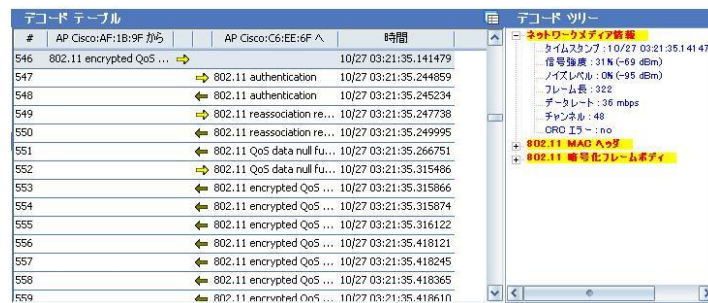 デコード テーブル
# AP Cisco:AF:1B:9F から AP Cisco:C6:EE:6F へ 時間
546 802.11 encrypted QoS ... 10/27 03:21:35.141479
547 802.11 authentication 10/27 03:21:35.244859
548 802.11 authentication 10/27 03:21:35.245234
549 802.11 reassociation re... 10/27 03:21:35.247738
550 802.11 reassociation re... 10/27 03:21:35.249995
551 802.11 QoS data null fu... 10/27 03:21:35.266751
552 802.11 QoS data null fu... 10/27 03:21:35.315486
553 802.11 encrypted QoS ... 10/27 03:21:35.315866
554 802.11 encrypted QoS ... 10/27 03:21:35.315874
555 802.11 encrypted QoS ... 10/27 03:21:35.316122
556 802.11 encrypted QoS ... 10/27 03:21:35.418121
557 802.11 encrypted QoS ... 10/27 03:21:35.418245
558 802.11 encrypted QoS ... 10/27 03:21:35.418365
559 802.11 encrypted QoS ... 10/27 03:21:35.418610
デコード ツリー
ネットワークメディア情報
タイムスタンプ : 10/27 03:21:35.14147
信号強度 : 31% (-69 dBm)
ノイズレベル : 0% (-95 dBm)
フレーム長 : 322
データレート : 36 mbps
チャンネル : 48
CRC エラー : no
802.11 MAC ヘッダ
802.11 暗号化フレームボディ